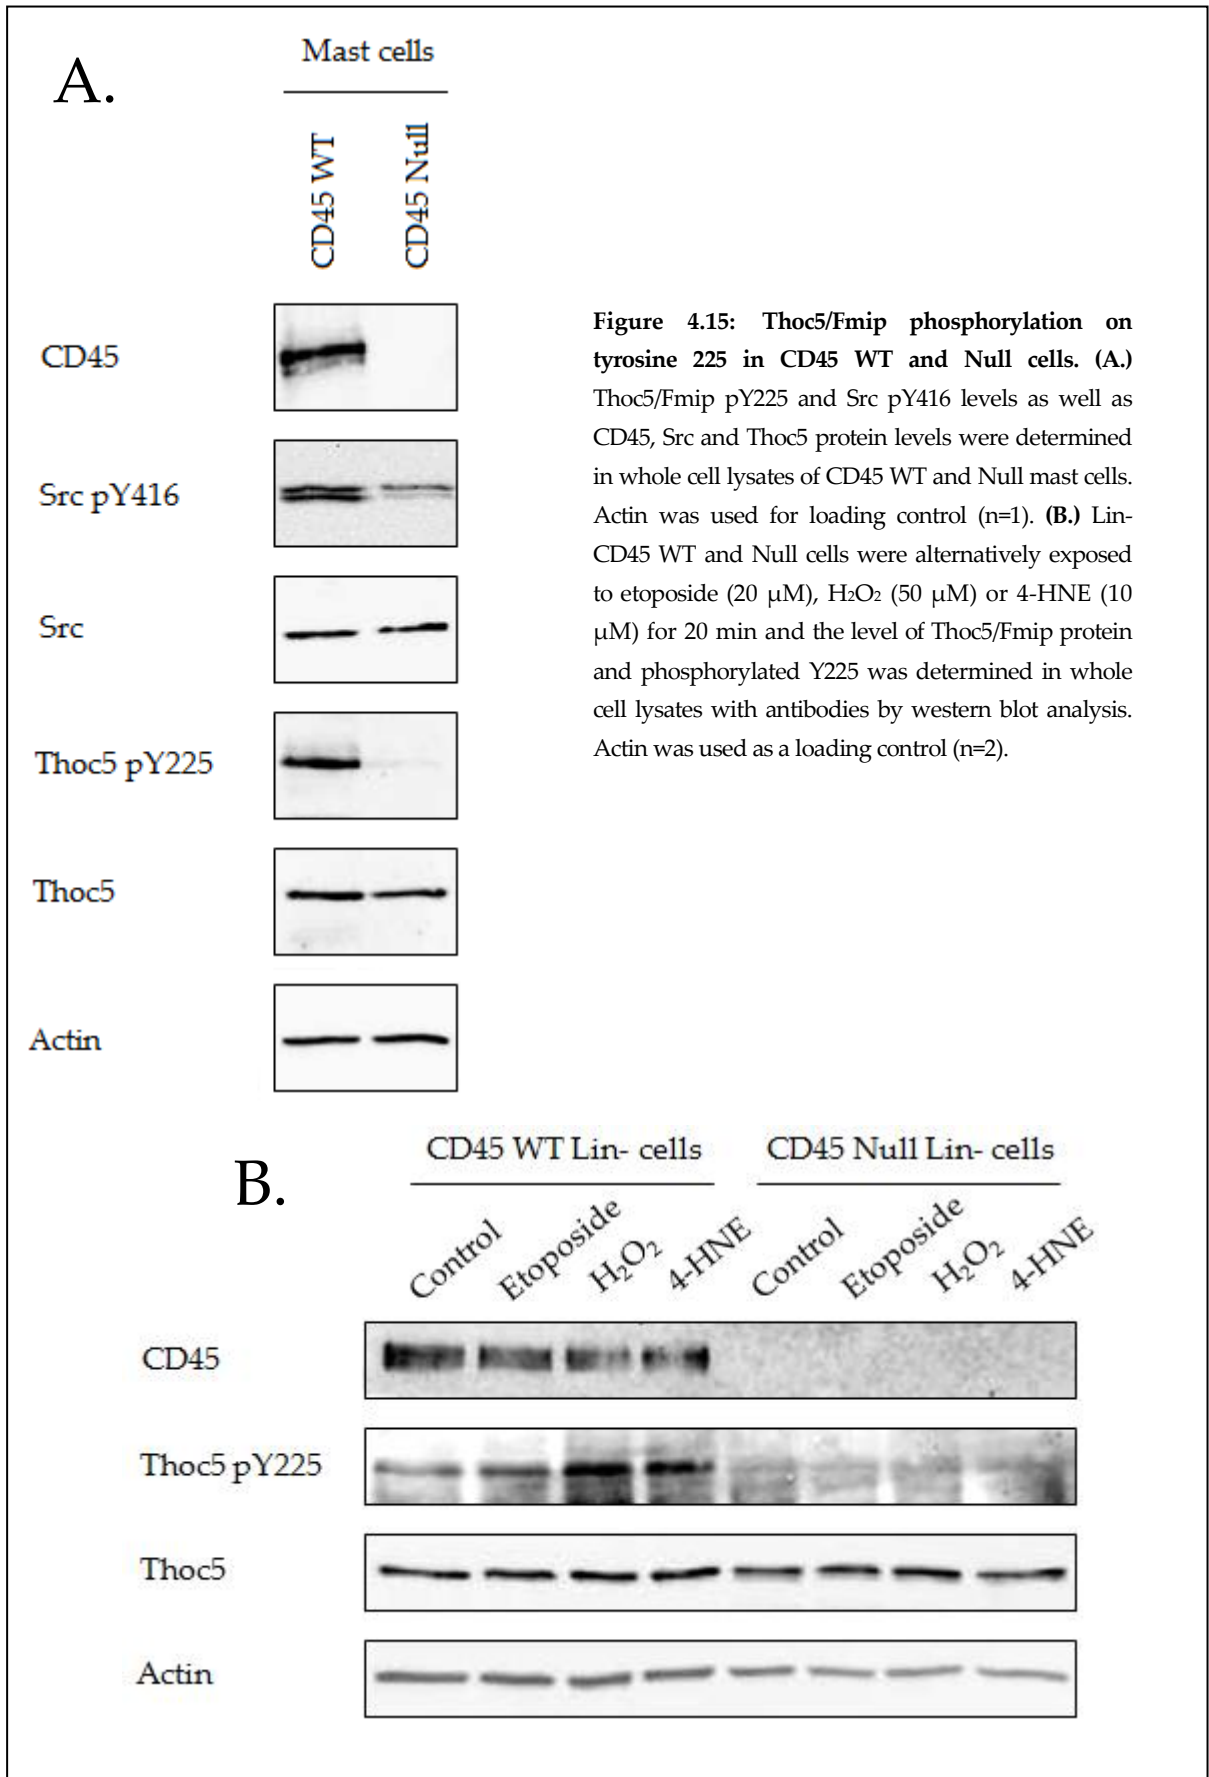 A.
Mast cells
CD45 WT
CD45 Null
CD45
Src pY416
Src
Thoc5 pY225
Thoc5
Actin
Figure 4.15: Thoc5/Fmip phosphorylation on
tyrosine 225 in CD45 WT and Null cells. (A.)
Thoc5/Fmip pY225 and Src pY416 levels as well as
CD45, Src and Thoc5 protein levels were determined
in whole cell lysates of CD45 WT and Null mast cells.
Actin was used for loading control (n=1). (B.) Lin-
CD45 WT and Null cells were alternatively exposed
to etoposide (20 μM), H₂O₂ (50 μM) or 4-HNE (10
μM) for 20 min and the level of Thoc5/Fmip protein
and phosphorylated Y225 was determined in whole
cell lysates with antibodies by western blot analysis.
Actin was used as a loading control (n=2).
B.
CD45 WT Lin- cells
CD45 Null Lin- cells
Control
Etoposide
H₂O₂
4-HNE
Control
Etoposide
H₂O₂
4-HNE
CD45
Thoc5 pY225
Thoc5
Actin